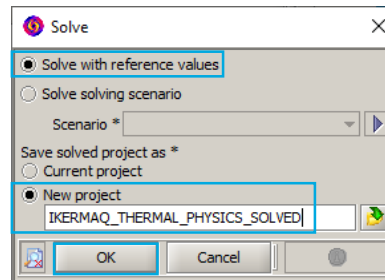 Solve
Solve with reference values
Solve solving scenario
Scenario *
Save solved project as *
Current project
New project
IKERMAQ_THERMAL_PHYSICS_SOLVED
OK Cancel